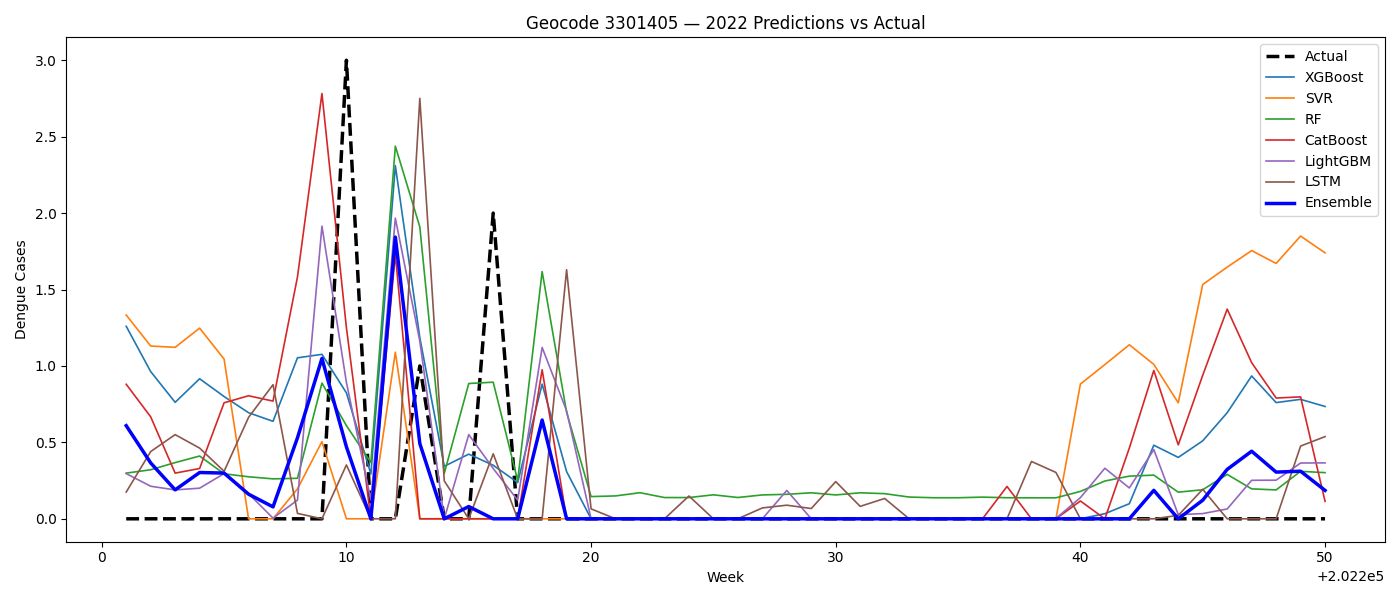 Geocode 3301405 — 2022 Predictions vs Actual
Dengue Cases
3.0
2.5
2.0
1.5
1.0
0.5
0.0
Actual
XGBoost
SVR
RF
CatBoost
LightGBM
LSTM
Ensemble
0 10 20 30 40 50
Week
+2.022e5